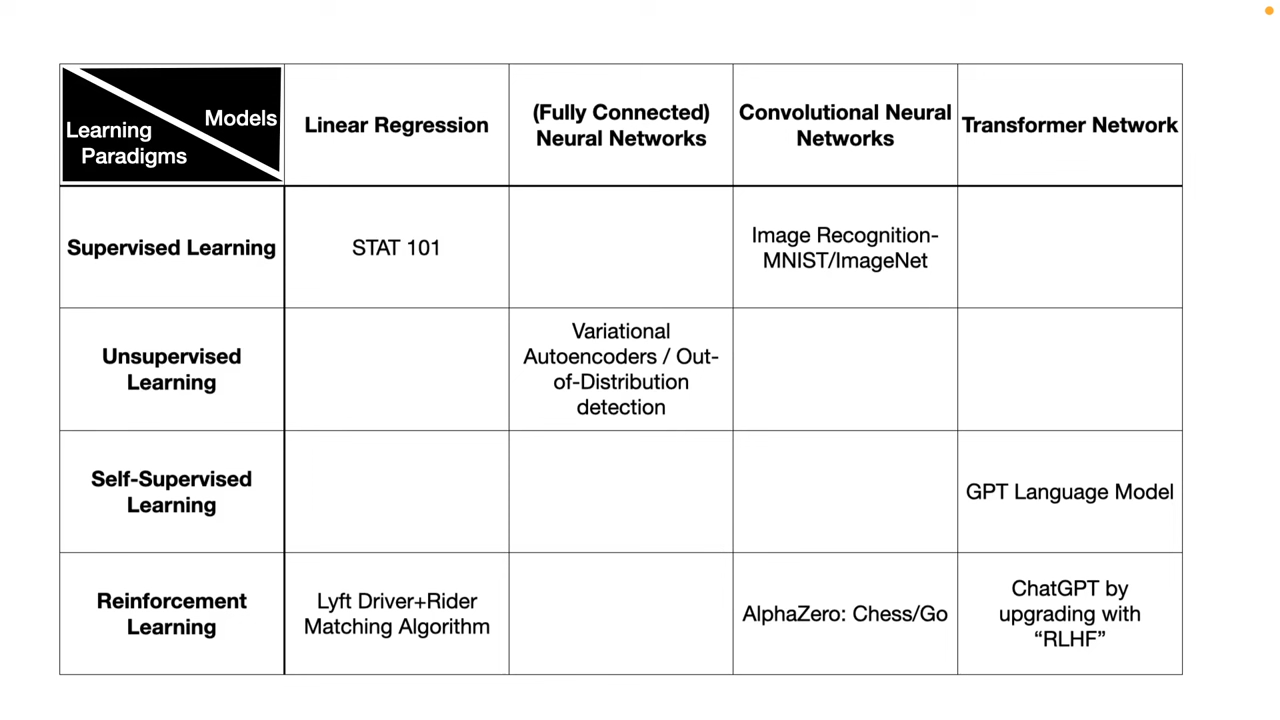 Models
Learning
Paradigms
Linear Regression
(Fully Connected)
Neural Networks
Convolutional Neural
Networks
Transformer Network
Supervised Learning
STAT 101
Image Recognition-
MNIST/ImageNet
Unsupervised
Learning
Variational
Autoencoders / Out-
of-Distribution
detection
Self-Supervised
Learning
GPT Language Model
Reinforcement
Learning
Lyft Driver+Rider
Matching Algorithm
AlphaZero: Chess/Go
ChatGPT by
upgrading with
“RLHF”